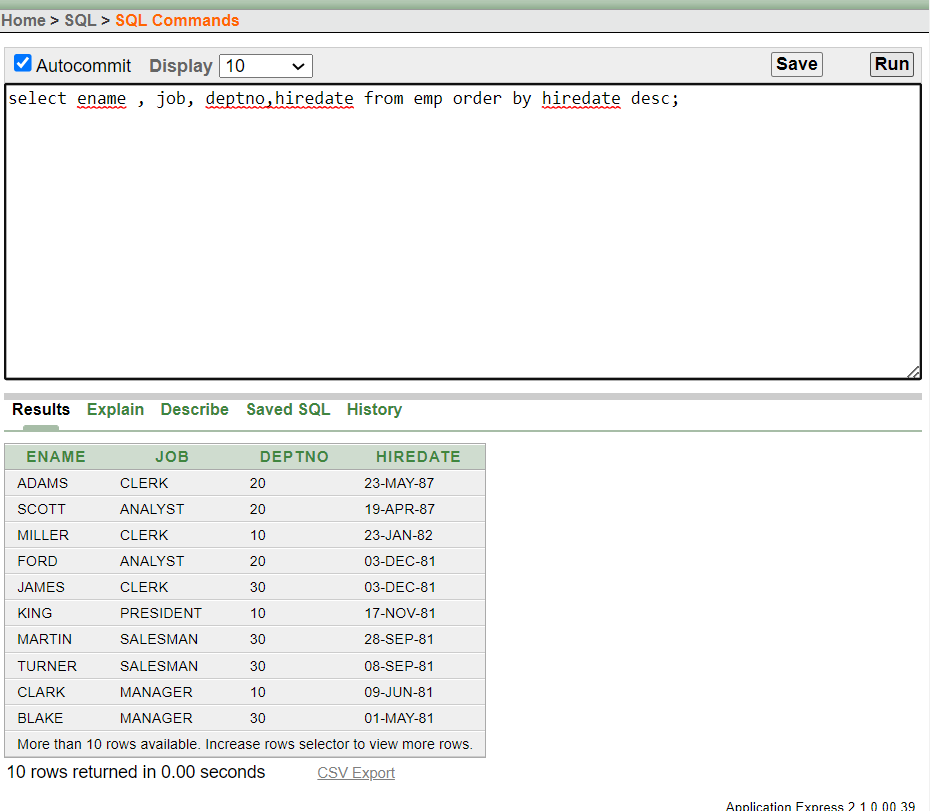 Home > SQL > SQL Commands
Autocommit Display 10 Save Run
select ename , job, deptno,hiredate from emp order by hiredate desc;
Results Explain Describe Saved SQL History
ENAME JOB DEPTNO HIREDATE
ADAMS CLERK 20 23-MAY-87
SCOTT ANALYST 20 19-APR-87
MILLER CLERK 10 23-JAN-82
FORD ANALYST 20 03-DEC-81
JAMES CLERK 30 03-DEC-81
KING PRESIDENT 10 17-NOV-81
MARTIN SALESMAN 30 28-SEP-81
TURNER SALESMAN 30 08-SEP-81
CLARK MANAGER 10 09-JUN-81
BLAKE MANAGER 30 01-MAY-81
More than 10 rows available. Increase rows selector to view more rows.
10 rows returned in 0.00 seconds CSV Export
Application Express 2.1.0.00.39